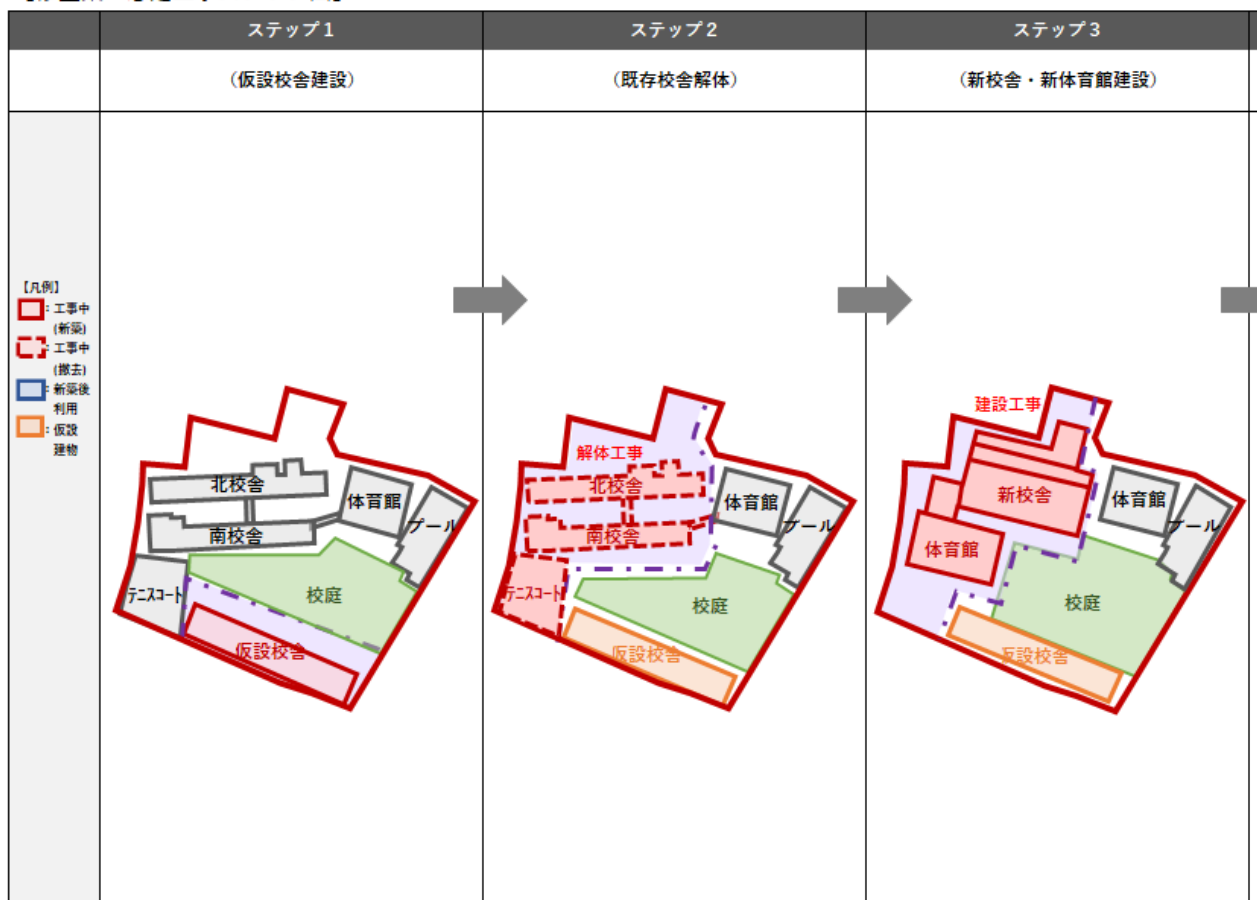 ステップ1
ステップ2
ステップ3
(仮設校舎建設)
(既存校舎解体)
(新校舎・新体育館建設)
【凡例】
:工事中
(新築)
:工事中
(撤去)
:新築後
利用
:仮設
建物
北校舎
南校舎
体育館
プール
テニスコート
校庭
仮設校舎
解体工事
北校舎
南校舎
体育館
プール
テニスコート
校庭
仮設校舎
建設工事
新校舎
体育館
体育館
プール
校庭
仮設校舎